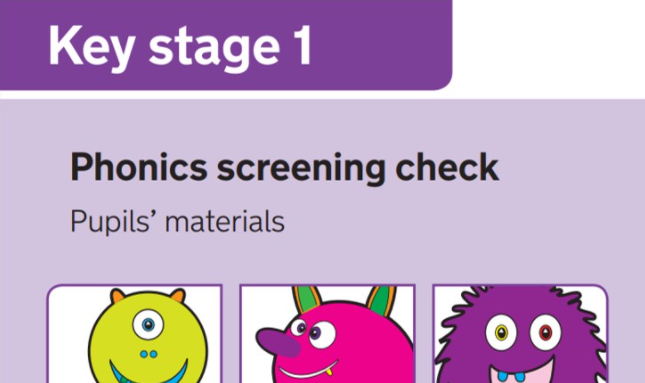 Key stage 1
Phonics screening check
Pupils’ materials